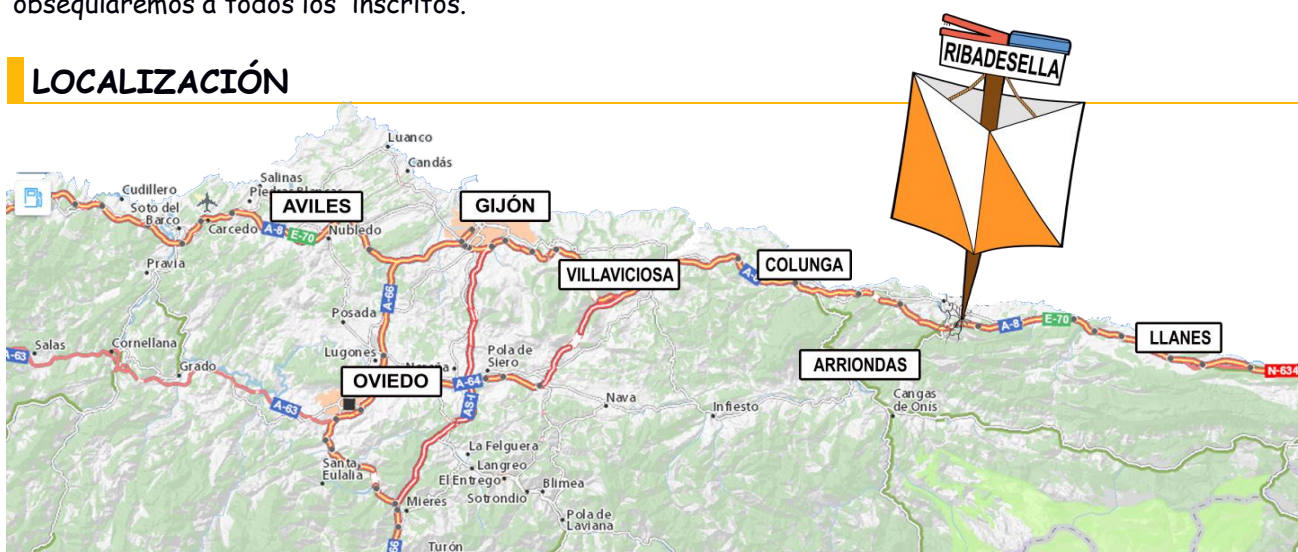 obsequiaremos a todos los inscritos.
RIBADESELLA
LOCALIZACIÓN
Luanco
Candás
Salinas
Cudillero
Piedras Blancas
Soto del
Barco
AVILES
GIJÓN
Carcedo
A-8
E-70
Nubledo
Pravia
VILLAVICIOSA
COLUNGA
A-66
Posada
A-8
E-70
LLANES
Salas
Cornellana
Lugones
Pola de
Siero
A-63
Grado
ARRIONDAS
N-634
OVIEDO
A-64
A-63
AS-I
Nava
Infiesto
Cangas
de Onís
La Felguera
Santa
Eulalia
Langreo
El Entrego
Blimea
Sotrondio
Mieres
Pola de
Laviana
Turón